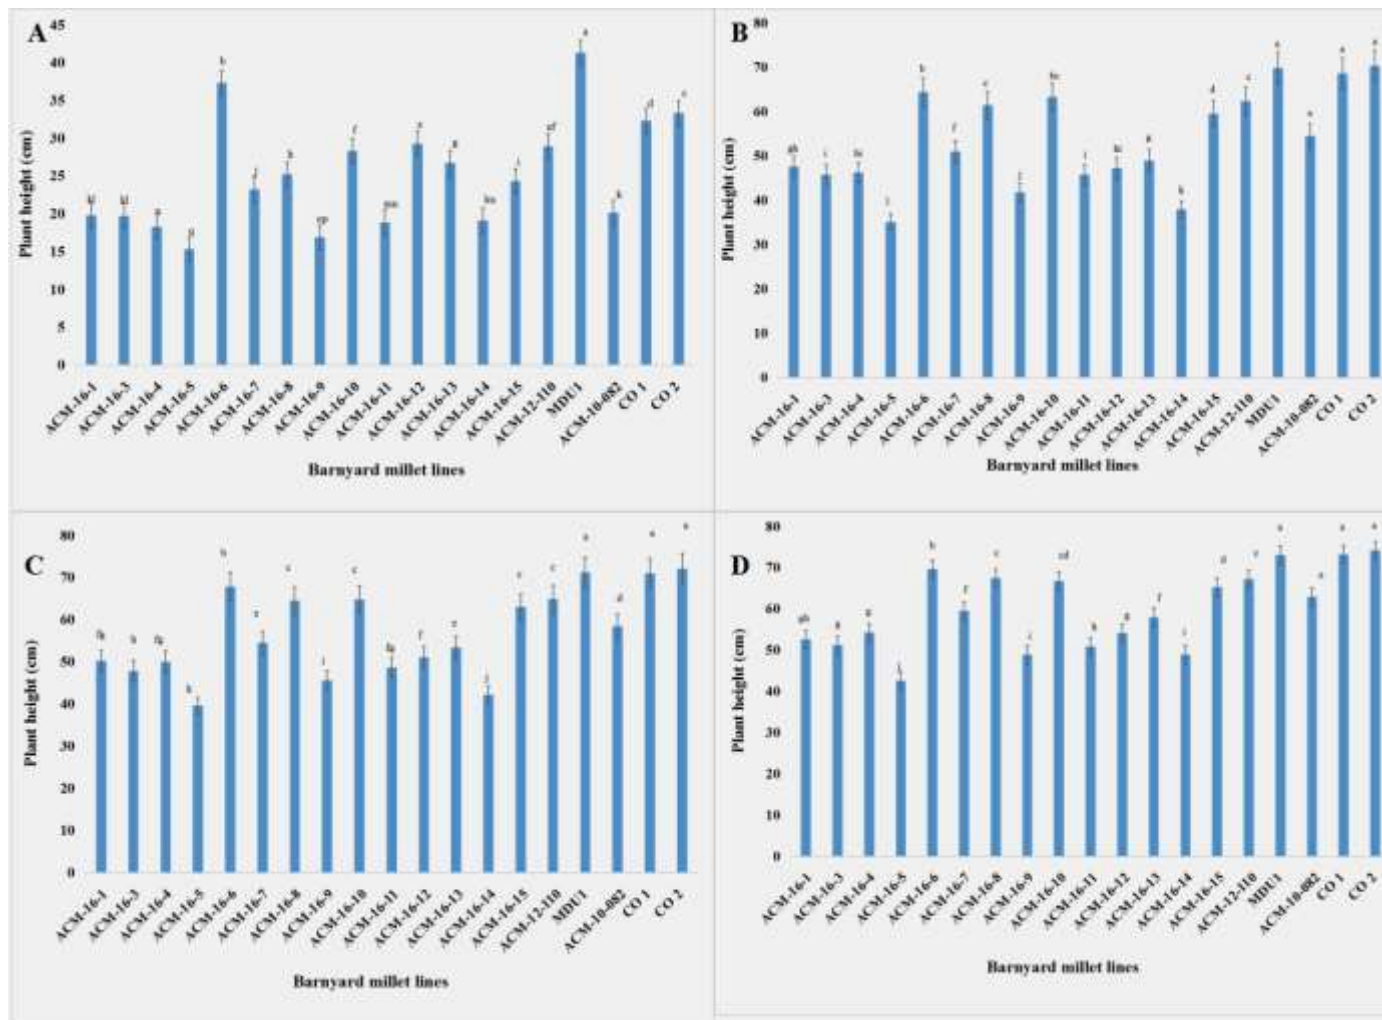 A
45
40
35
30
25
20
15
10
5
0
Plant height (cm)
b
f
h
f
e
g
i
ef
a
k
d
c
ACM-16-1
ACM-16-3
ACM-16-4
ACM-16-5
ACM-16-6
ACM-16-7
ACM-16-8
ACM-16-9
ACM-16-10
ACM-16-11
ACM-16-12
ACM-16-13
ACM-16-14
ACM-16-15
ACM-12-110
MDU1
ACM-10-082
CO 1
CO 2
Barnyard millet lines
B
80
70
60
50
40
30
20
10
0
Plant height (cm)
gh
i
b
f
bc
g
k
d
c
a
e
a
a
ACM-16-1
ACM-16-3
ACM-16-4
ACM-16-5
ACM-16-6
ACM-16-7
ACM-16-8
ACM-16-9
ACM-16-10
ACM-16-11
ACM-16-12
ACM-16-13
ACM-16-14
ACM-16-15
ACM-12-110
MDU1
ACM-10-082
CO 1
CO 2
Barnyard millet lines
C
80
70
60
50
40
30
20
10
0
Plant height (cm)
fg
h
fg
k
b
e
c
i
c
fg
f
e
j
c
c
a
d
a
a
ACM-16-1
ACM-16-3
ACM-16-4
ACM-16-5
ACM-16-6
ACM-16-7
ACM-16-8
ACM-16-9
ACM-16-10
ACM-16-11
ACM-16-12
ACM-16-13
ACM-16-14
ACM-16-15
ACM-12-110
MDU1
ACM-10-082
CO 1
CO 2
Barnyard millet lines
D
80
70
60
50
40
30
20
10
0
Plant height (cm)
gh
g
g
b
f
c
i
cd
h
g
f
i
d
c
a
e
a
a
ACM-16-1
ACM-16-3
ACM-16-4
ACM-16-5
ACM-16-6
ACM-16-7
ACM-16-8
ACM-16-9
ACM-16-10
ACM-16-11
ACM-16-12
ACM-16-13
ACM-16-14
ACM-16-15
ACM-12-110
MDU1
ACM-10-082
CO 1
CO 2
Barnyard millet lines